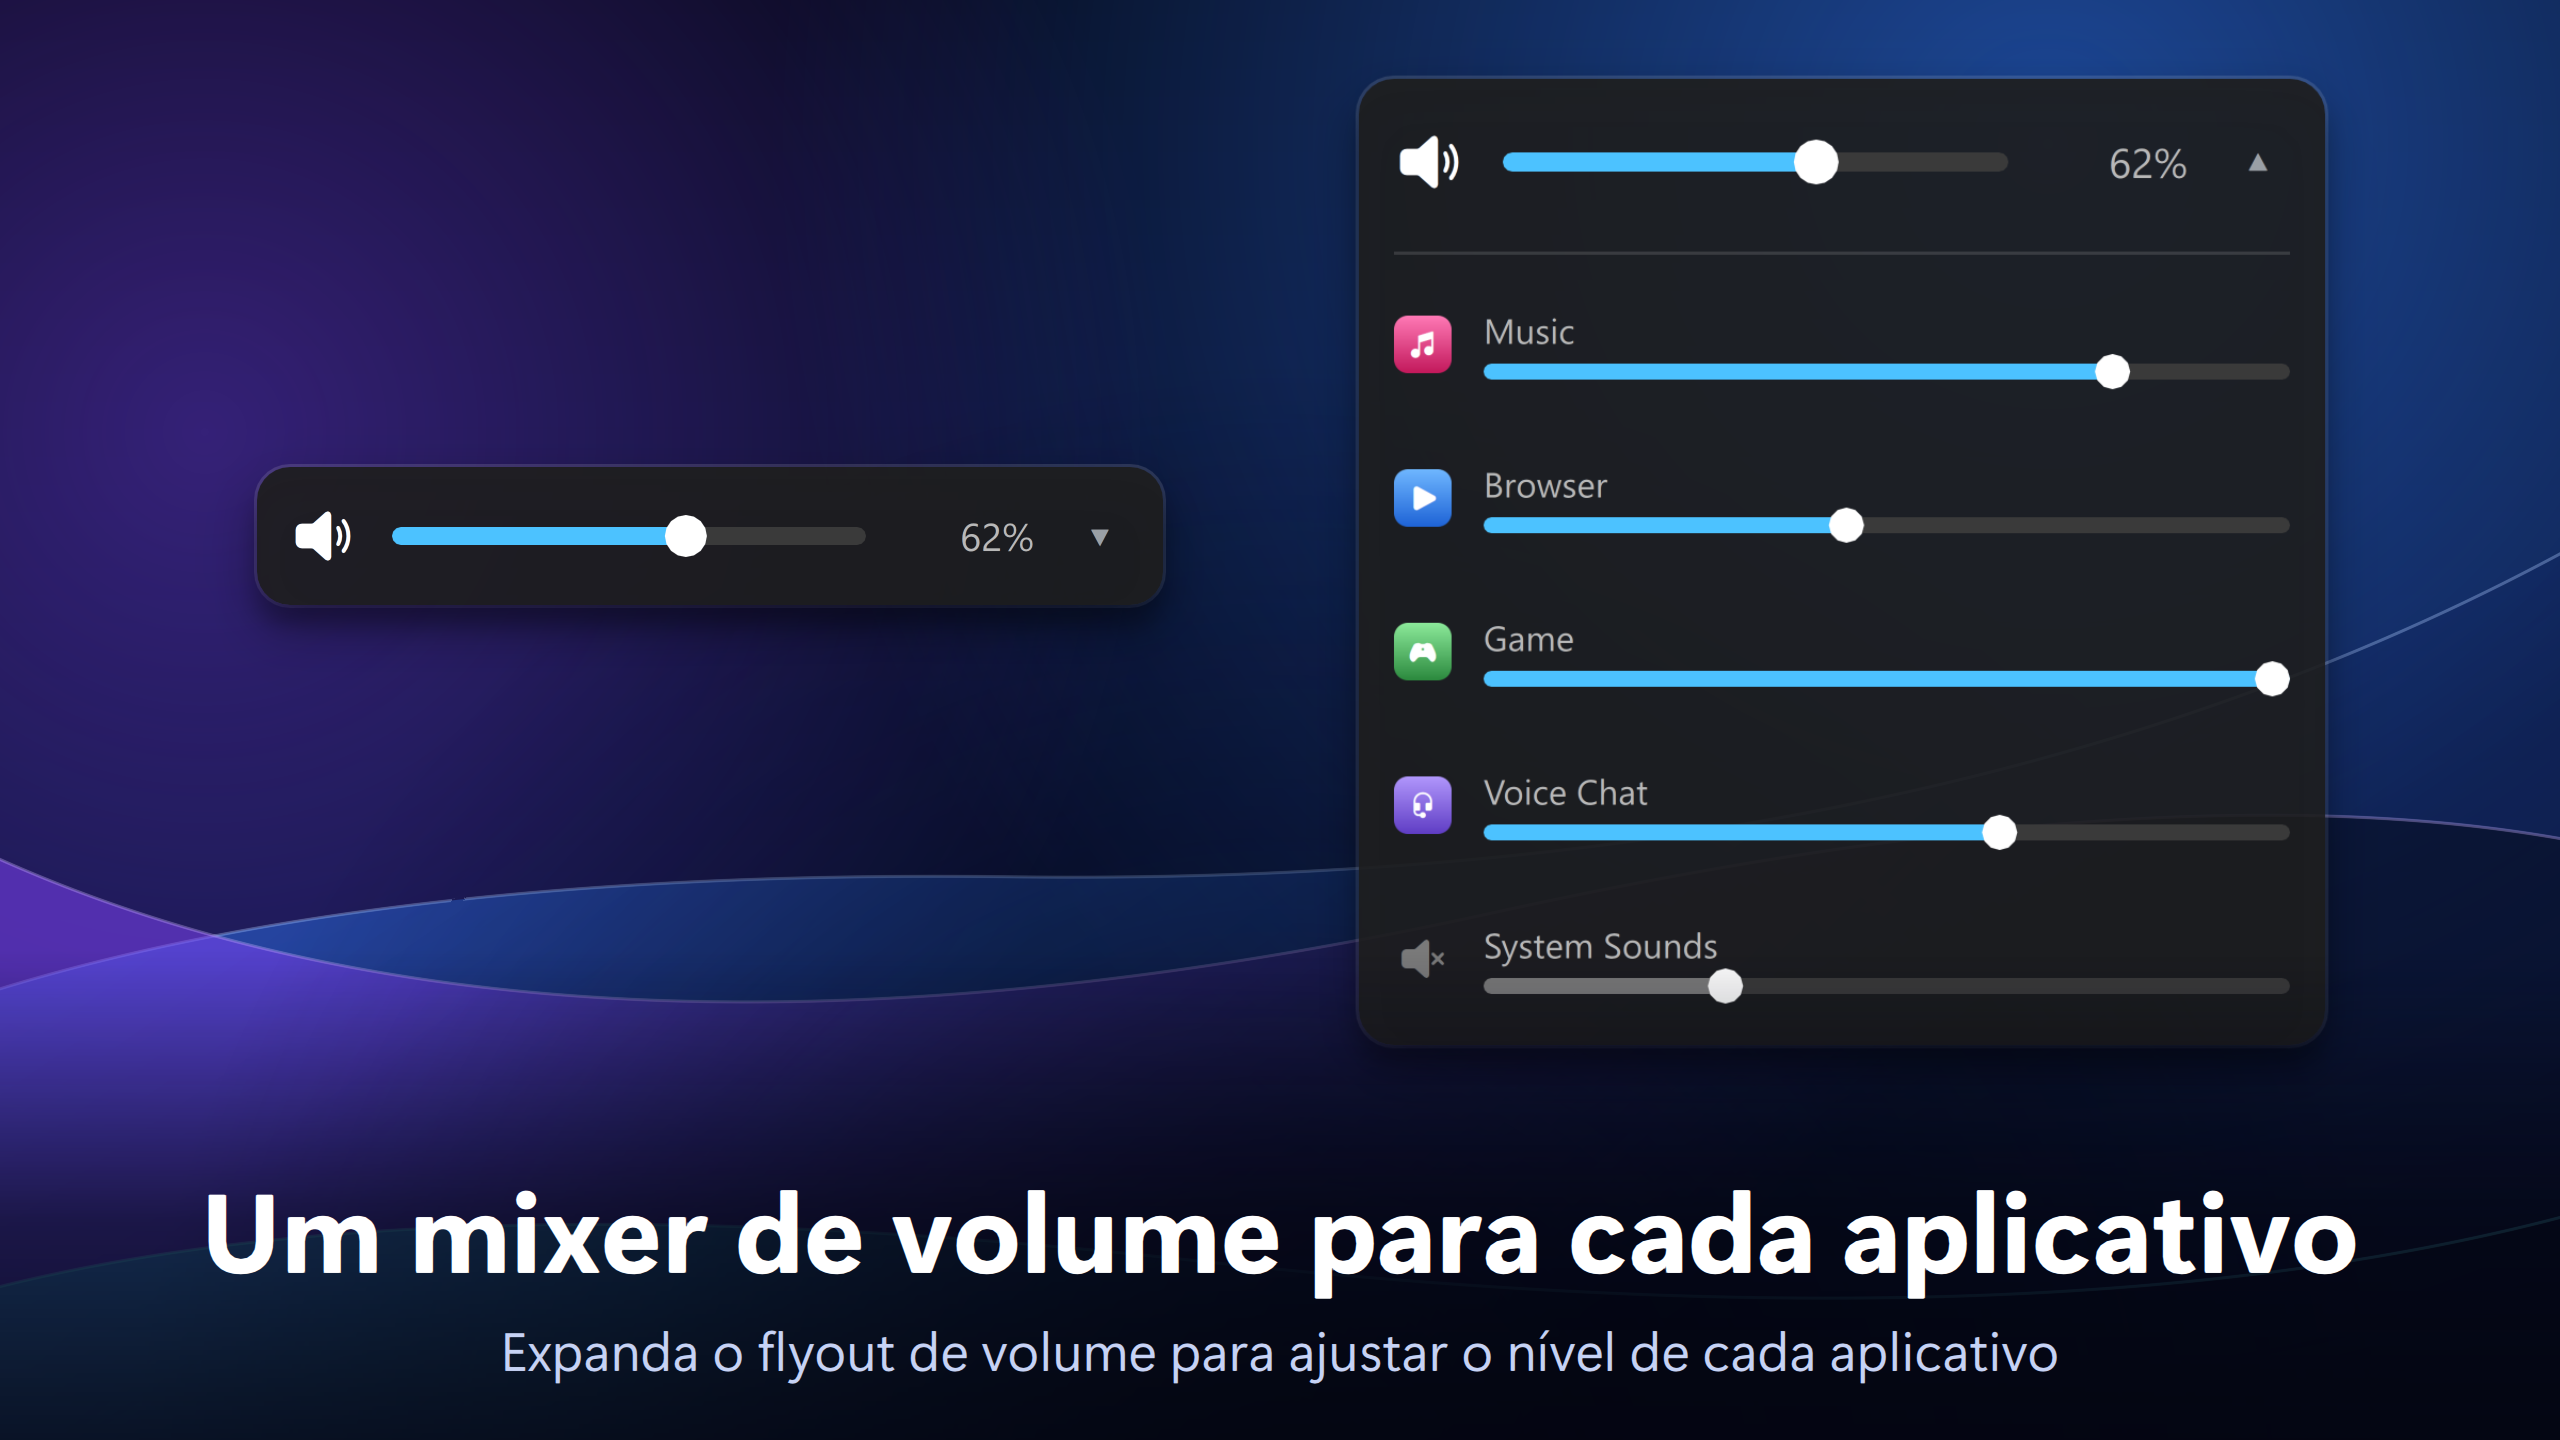 62%
62%
Music
Browser
Game
Voice Chat
System Sounds
Um mixer de volume para cada aplicativo
Expanda o flyout de volume para ajustar o nível de cada aplicativo